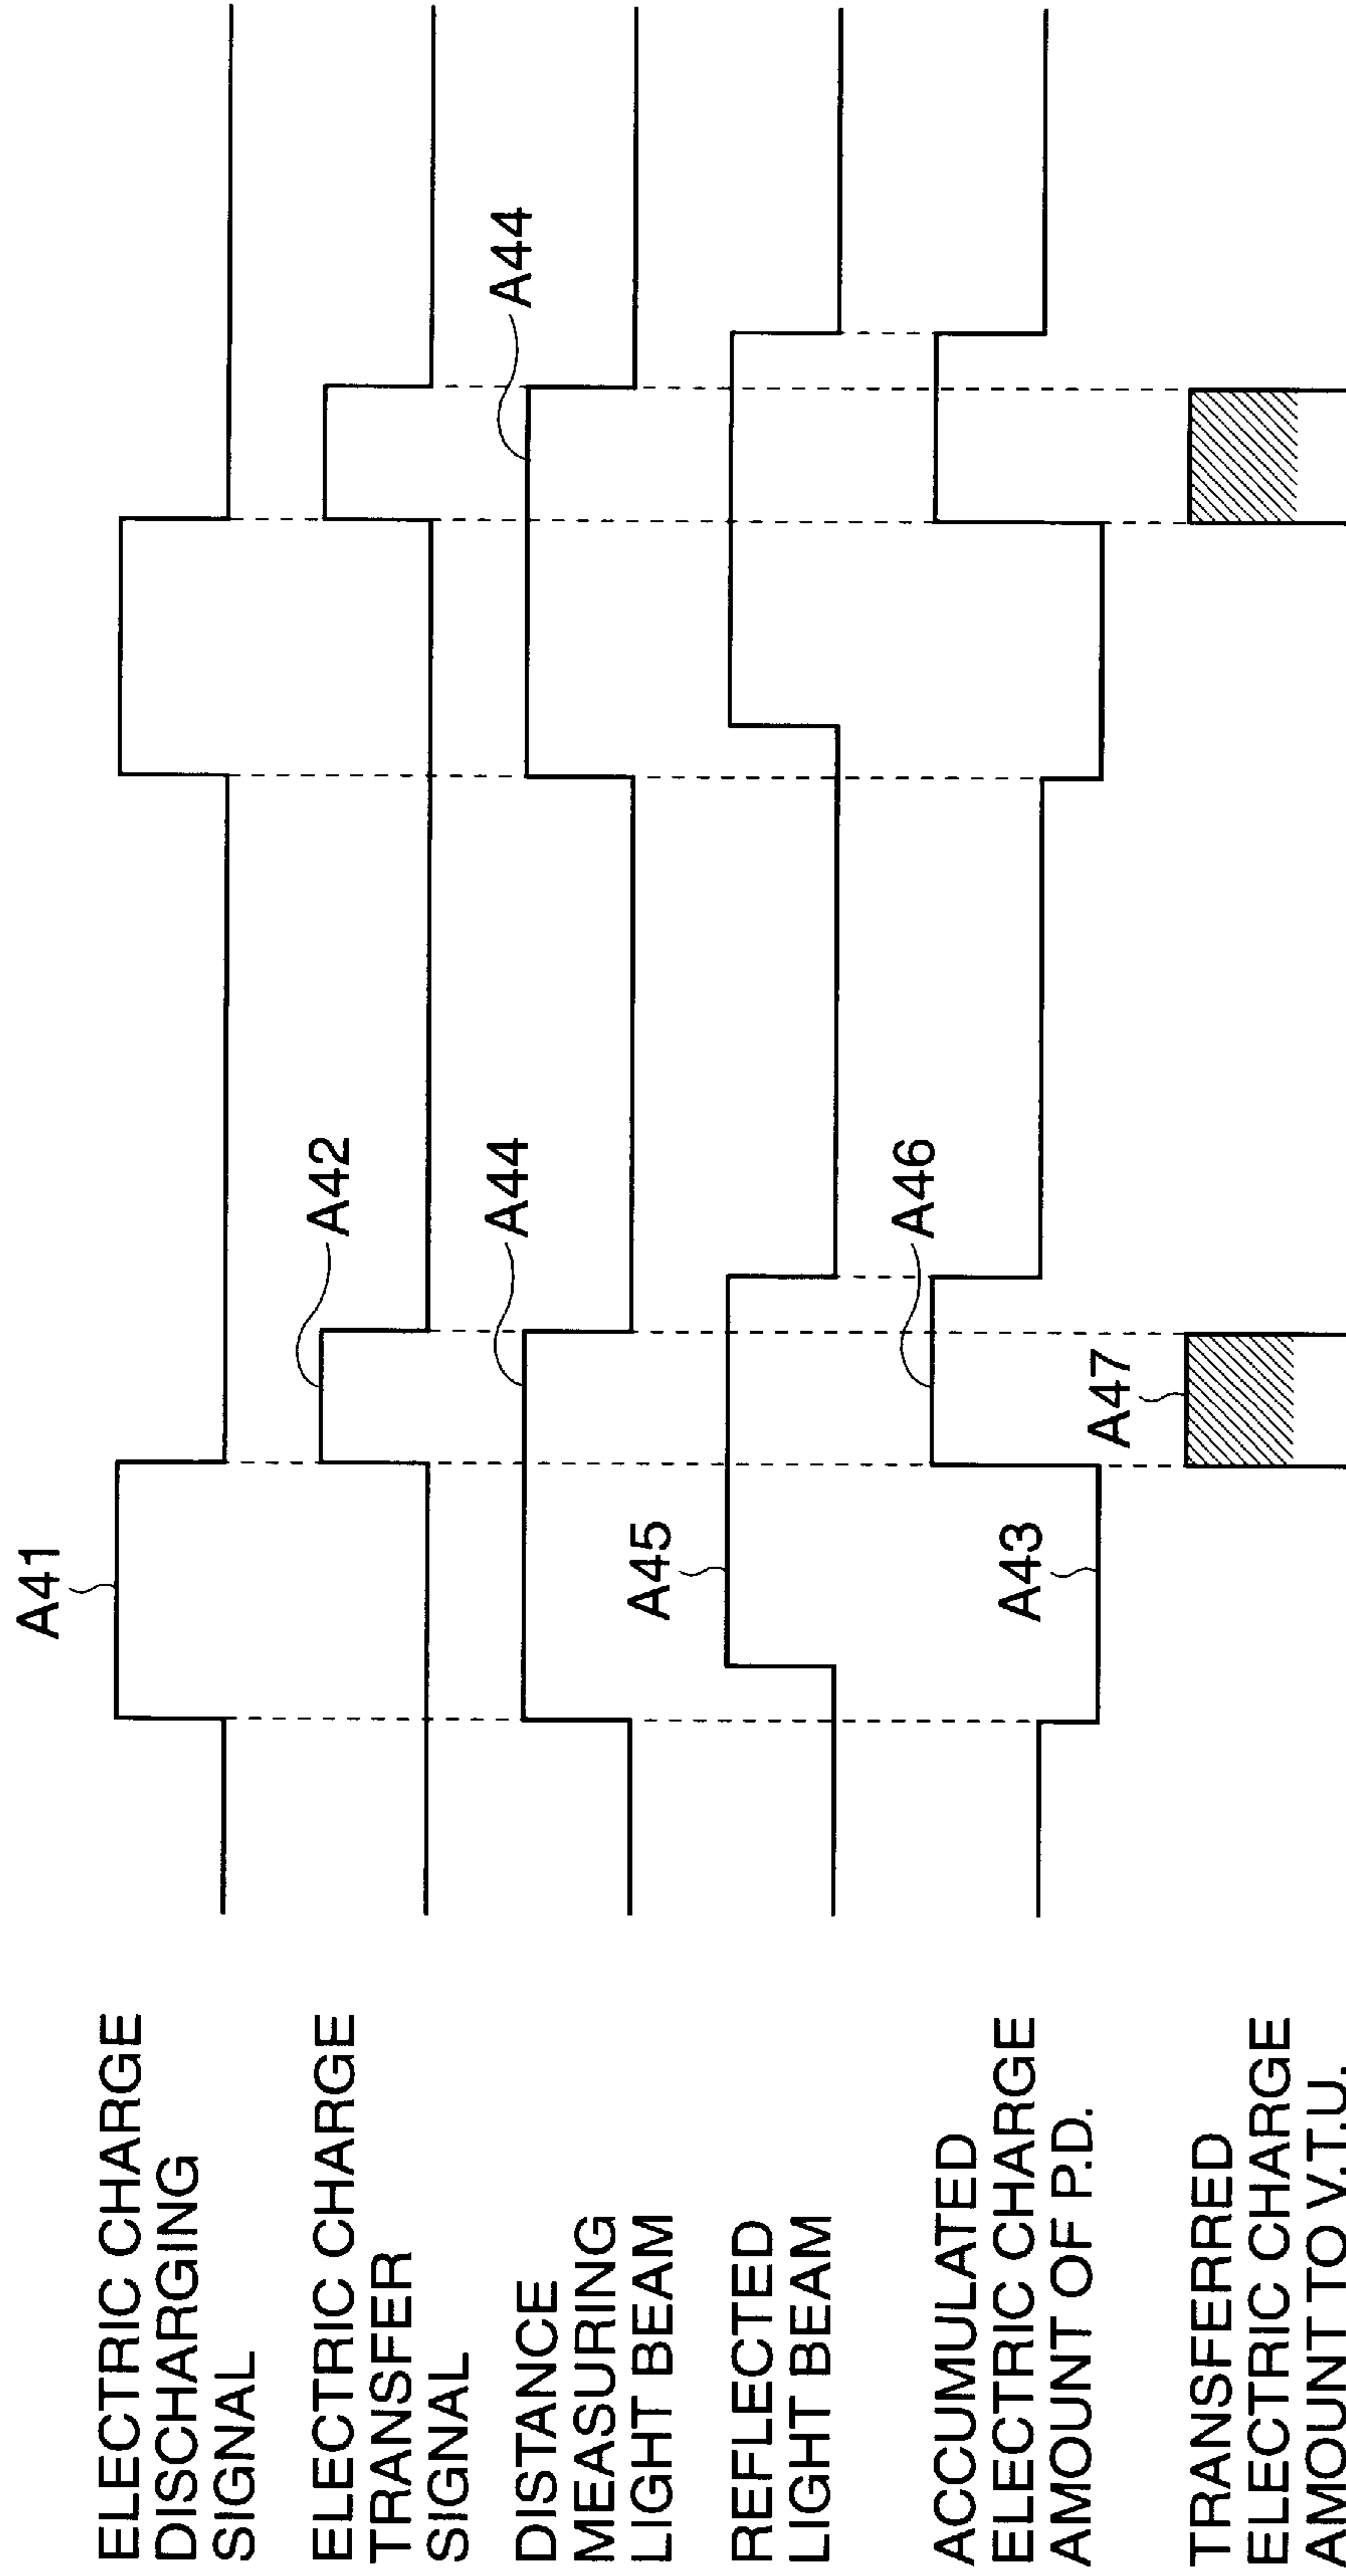 A41
ELECTRIC CHARGE
DISCHARGING
SIGNAL
A42
ELECTRIC CHARGE
TRANSFER
SIGNAL
A44
A44
DISTANCE
MEASURING
LIGHT BEAM
A45
REFLECTED
LIGHT BEAM
A46
A43
ACCUMULATED
ELECTRIC CHARGE
AMOUNT OF P.D.
A47
TRANSFERRED
ELECTRIC CHARGE
AMOUNT TO V.T.U.